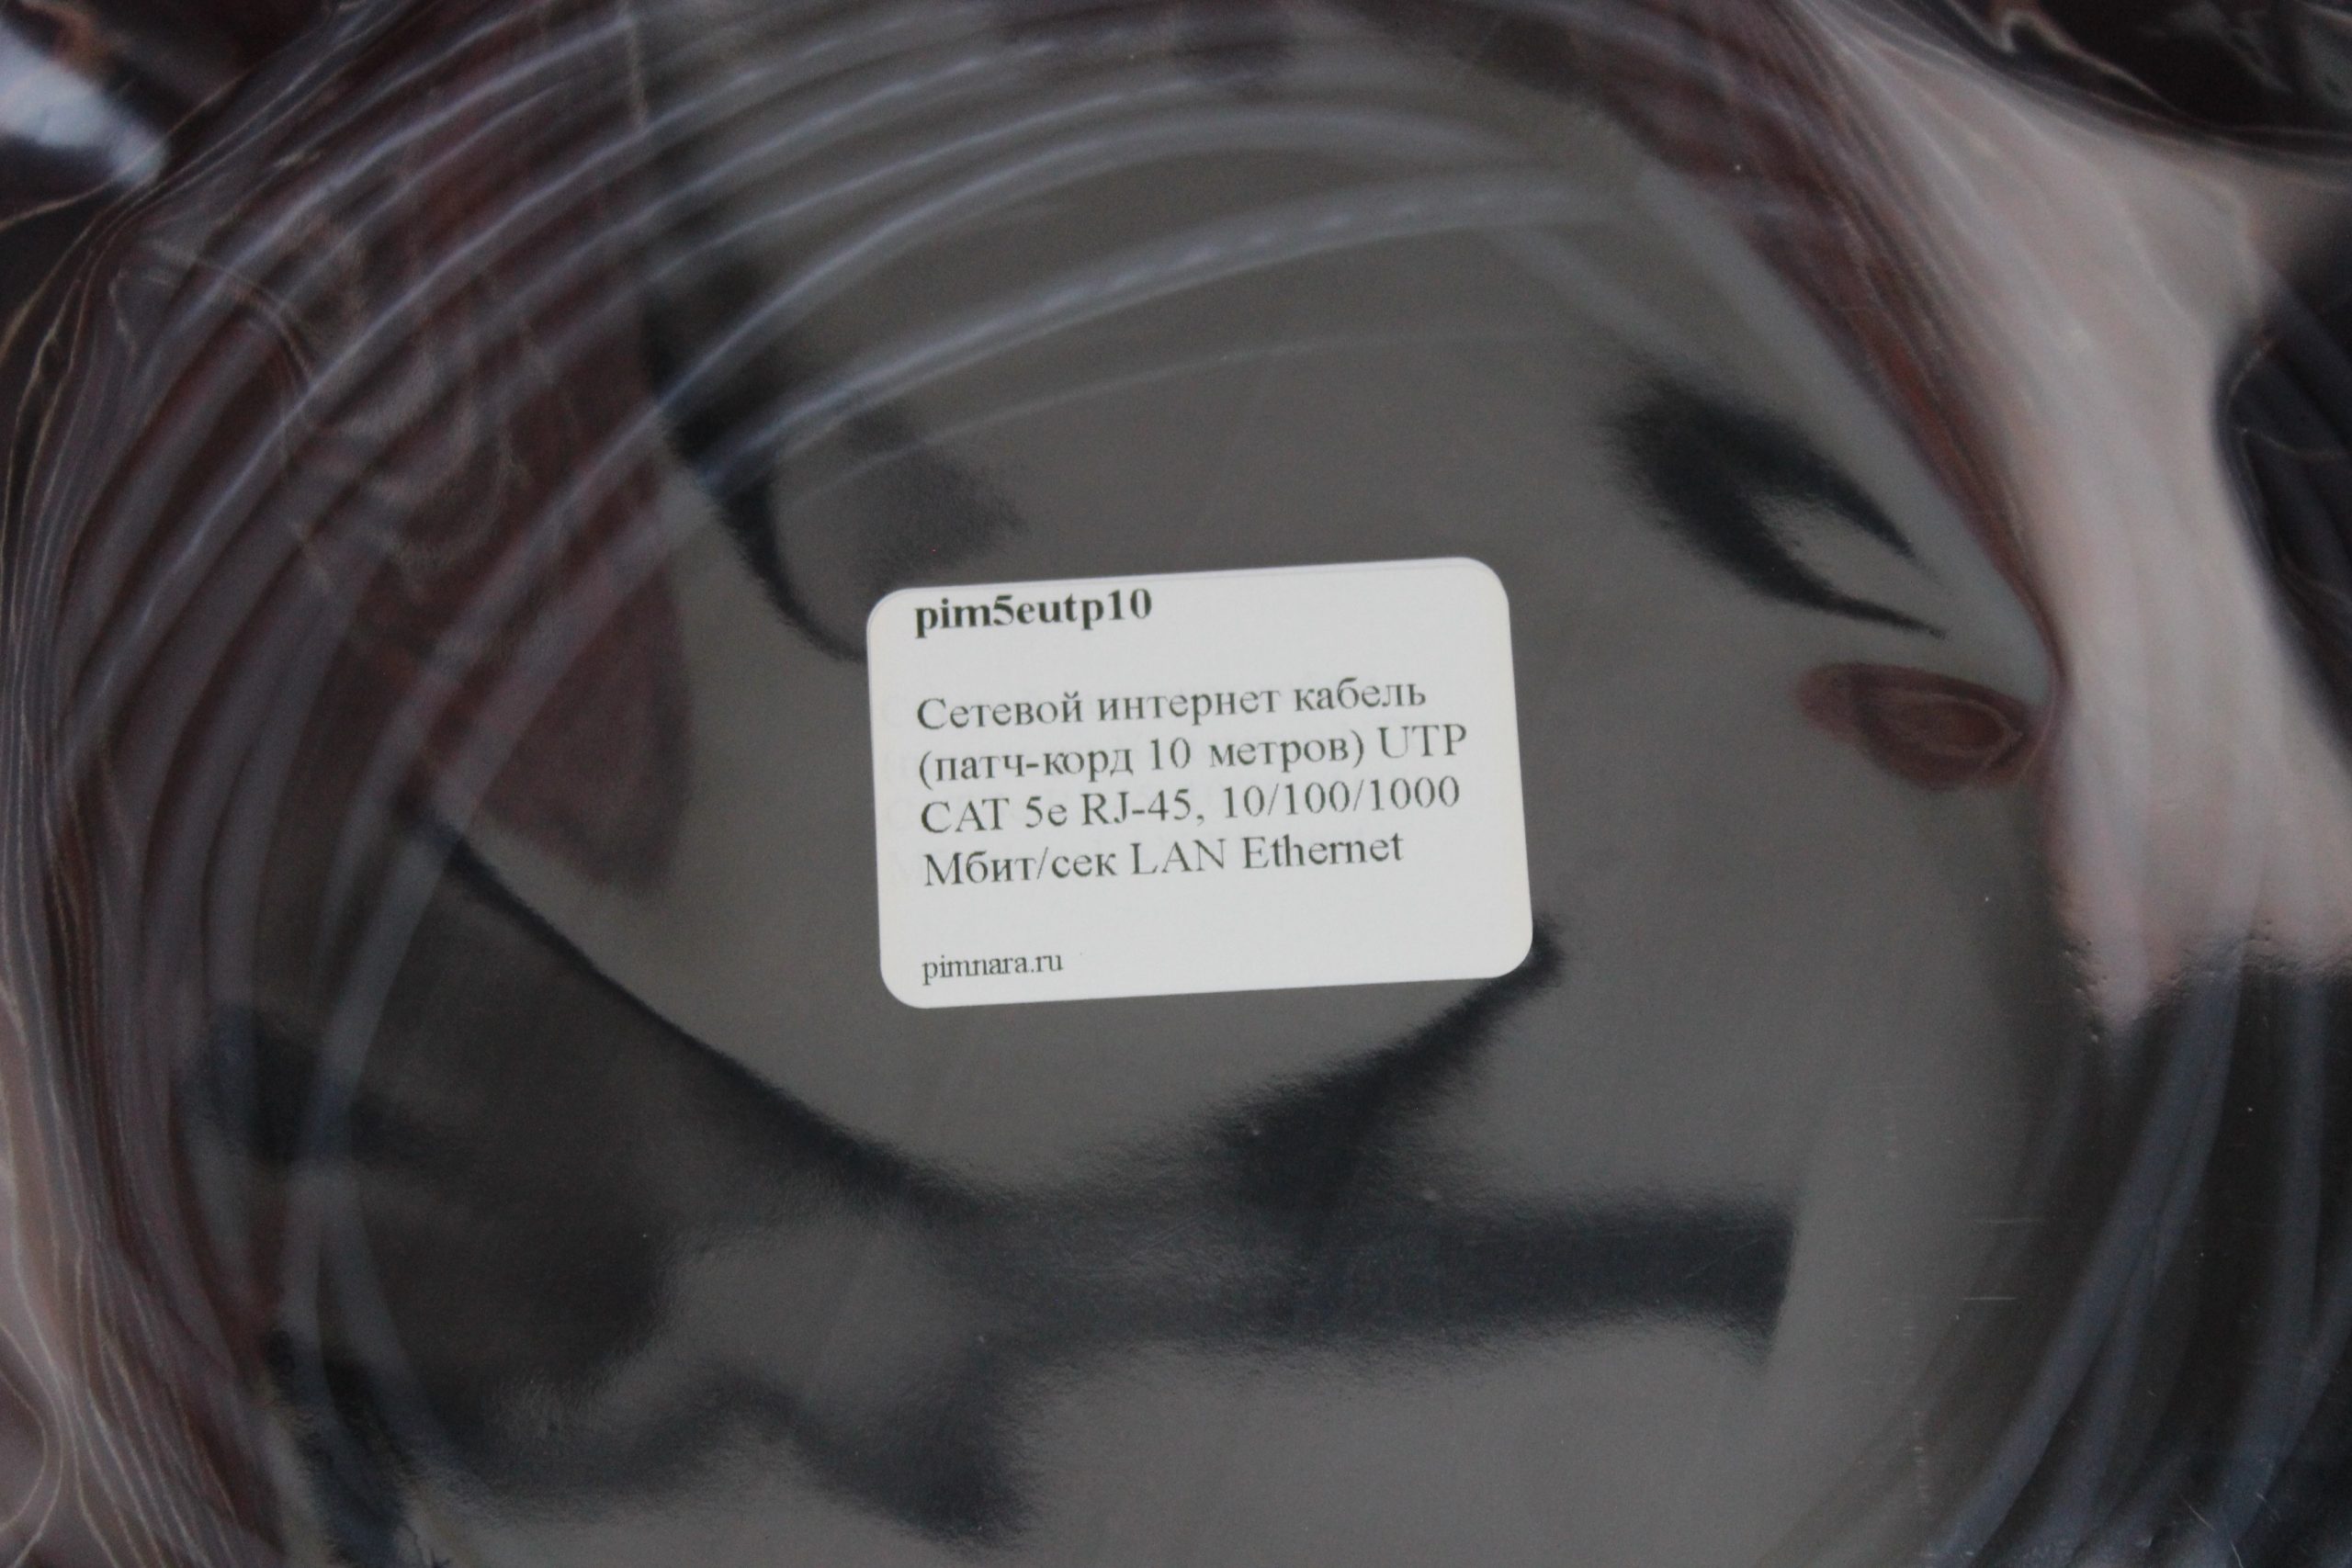 pim5eutp10
Сетевой интернет кабель
(патч-корд 10 метров) UTP
CAT 5e RJ-45, 10/100/1000
Мбит/сек LAN Ethernet
pimnara.ru